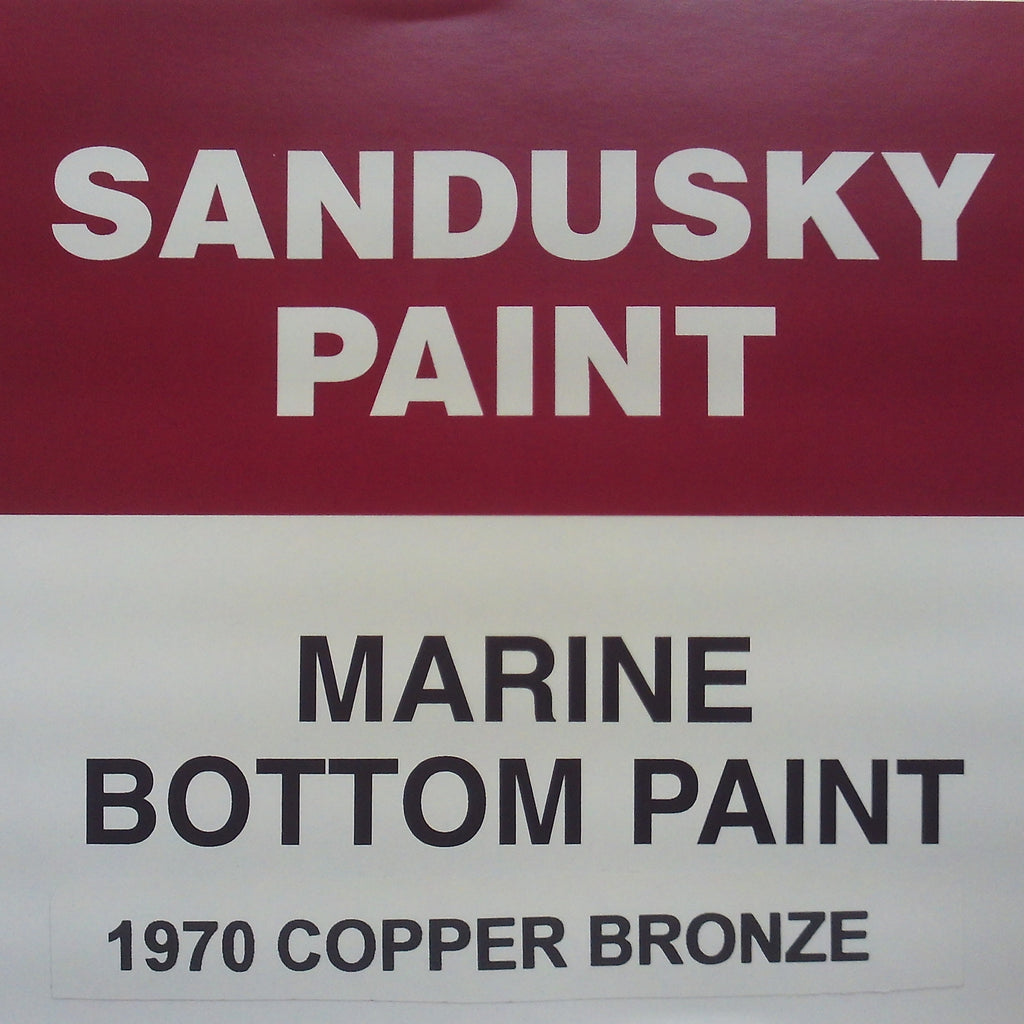 SANDUSKY
PAINT
MARINE
BOTTOM PAINT
1970 COPPER BRONZE